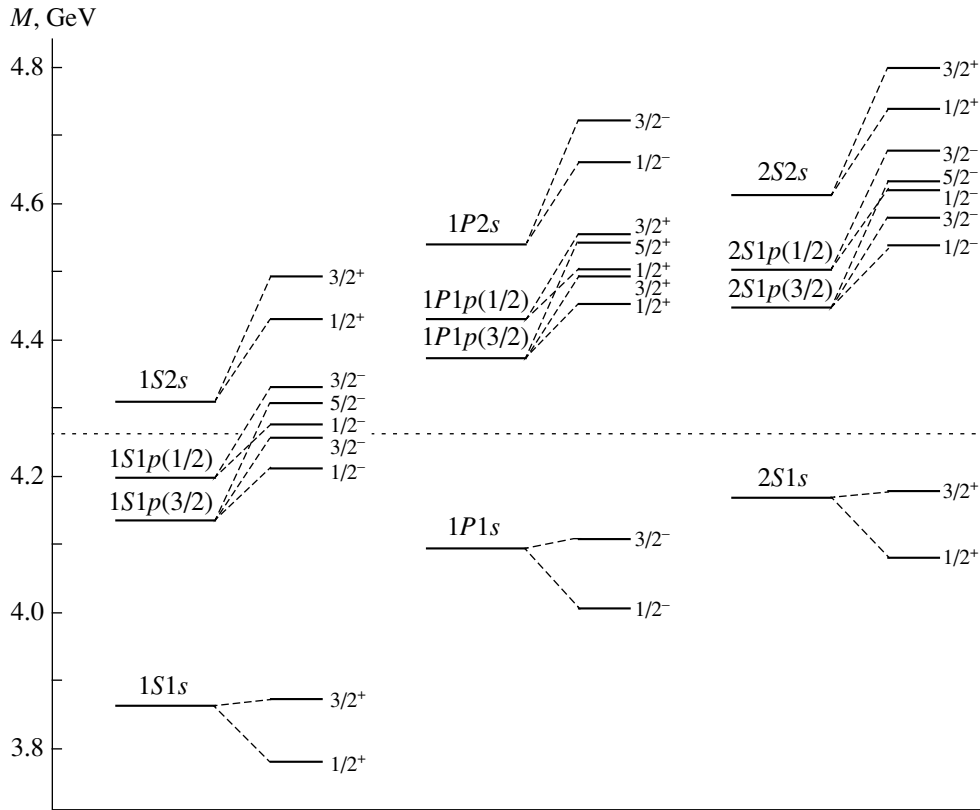 M, GeV
4.8
4.6
4.4
4.2
4.0
3.8
1S2s
3/2⁺
1/2⁺
1S1p(1/2)
1S1p(3/2)
3/2⁻
5/2⁻
1/2⁻
3/2⁻
1/2⁻
1S1s
3/2⁺
1/2⁺
1P2s
3/2⁻
1/2⁻
1P1p(1/2)
1P1p(3/2)
3/2⁺
5/2⁺
1/2⁺
3/2⁺
1/2⁺
1P1s
3/2⁻
1/2⁻
2S2s
3/2⁺
1/2⁺
2S1p(1/2)
2S1p(3/2)
3/2⁻
5/2⁻
1/2⁻
3/2⁻
1/2⁻
2S1s
3/2⁺
1/2⁺